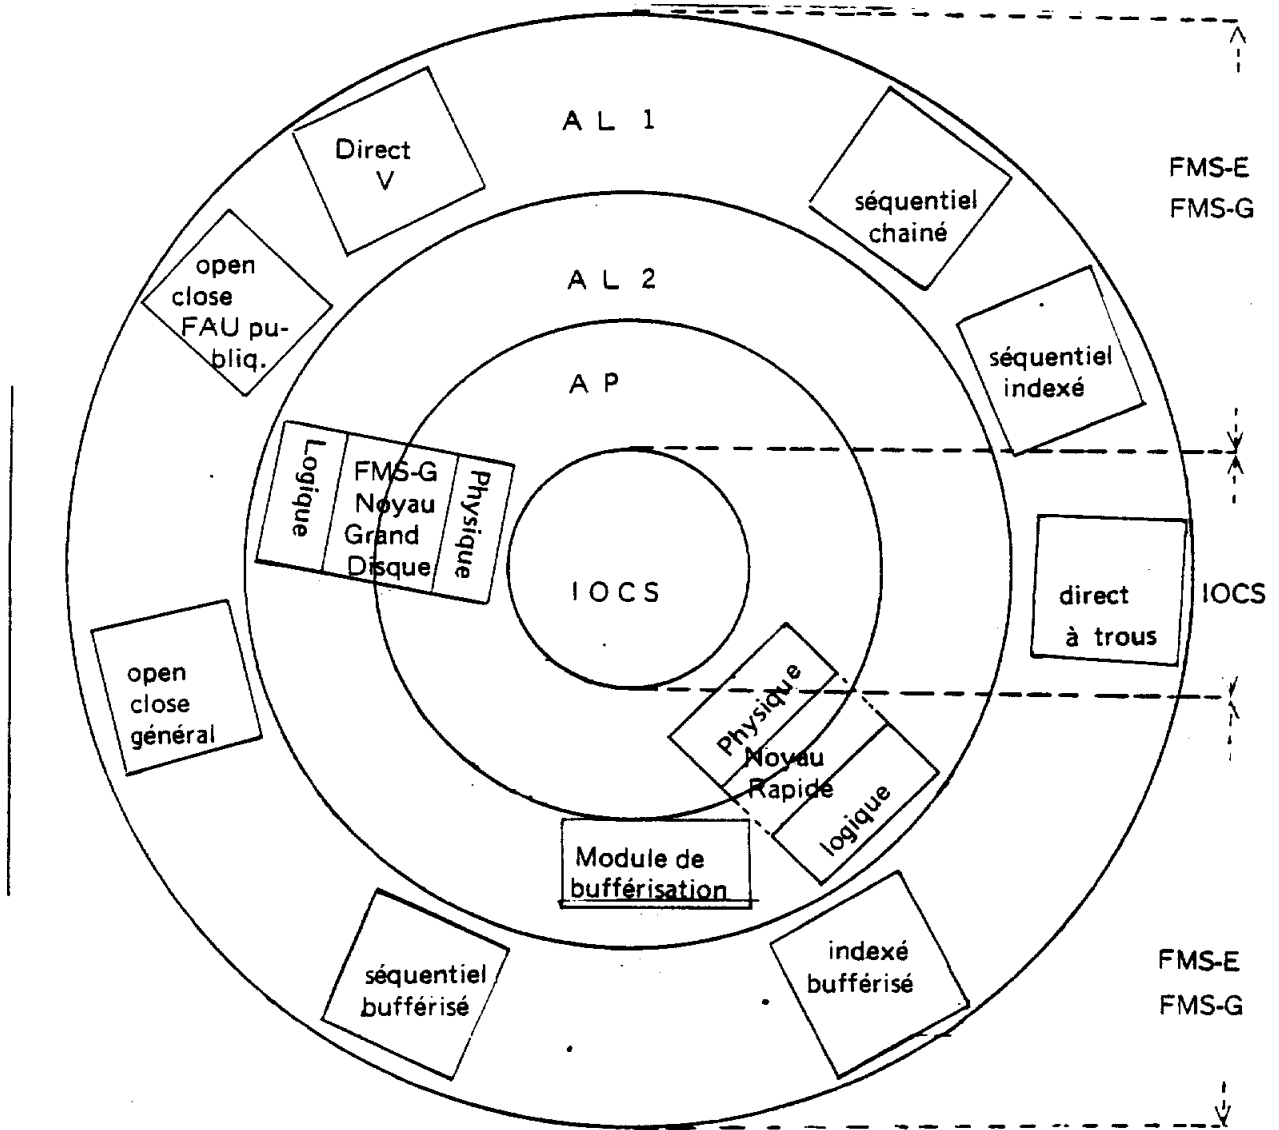 A L 1
Direct
V
séquentiel
chainé
FMS-E
FMS-G
open
close
FAU pu-
bliq.
A L 2
séquentiel
indexé
A P
Logique
FMS-G
Noyau
Grand
Disque
Physique
IOCS
direct
à trous
IOCS
open
close
général
Physique
Noyau
Rapide
logique
Module de
bufférisation
séquentiel
bufférisé
indexé
bufférisé
FMS-E
FMS-G